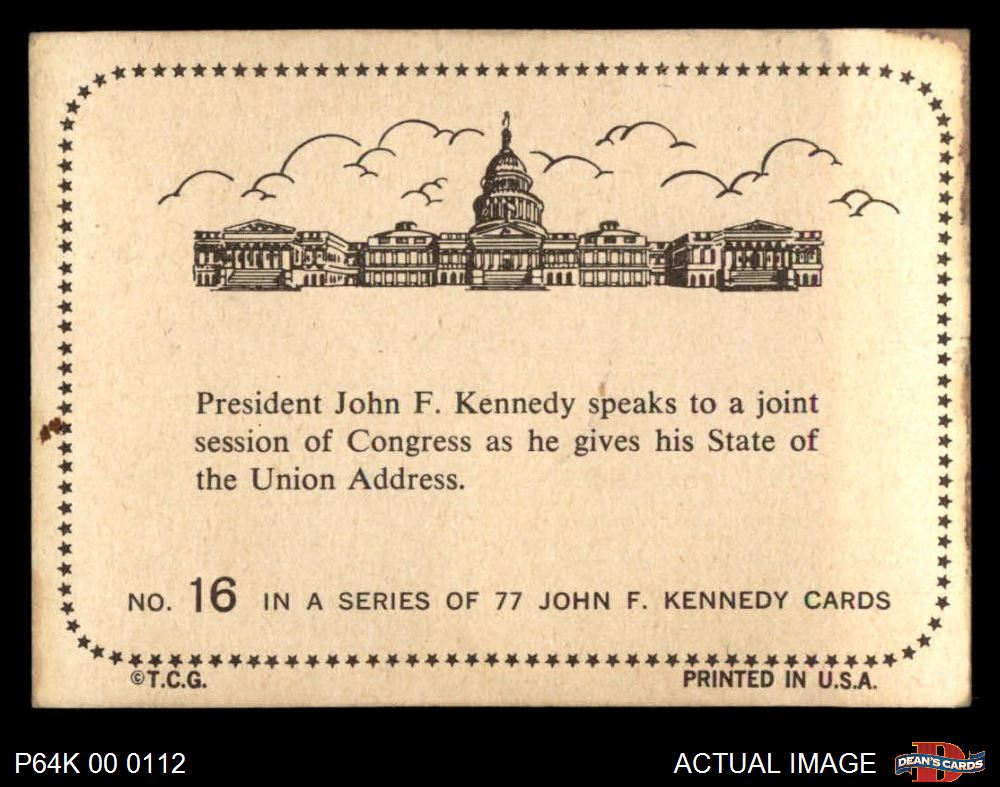 President John F. Kennedy speaks to a joint
session of Congress as he gives his State of
the Union Address.
NO. 16 IN A SERIES OF 77 JOHN F. KENNEDY CARDS
©T.C.G. PRINTED IN U.S.A.
P64K 00 0112 ACTUAL IMAGE DEAN'S CARDS